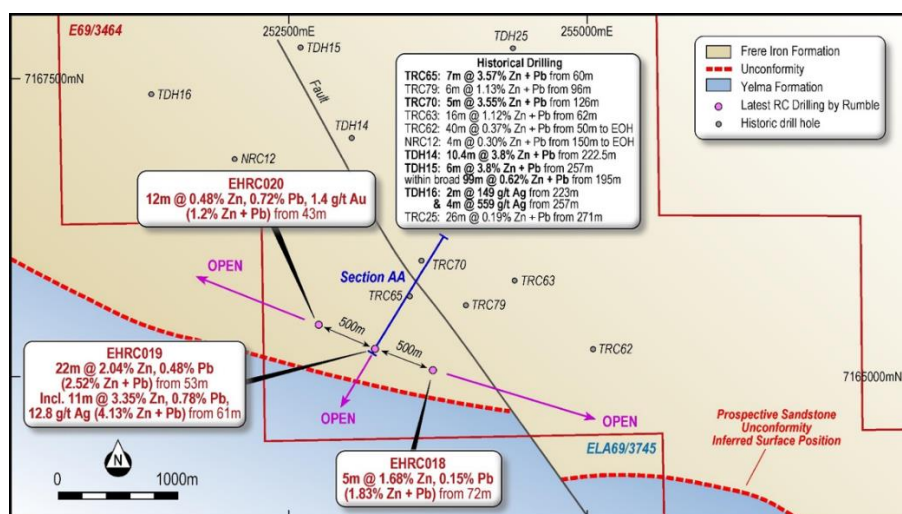 E69/3464
252500mE
255000mE
TDH15
TDH25
7167500mN
TDH16
Fault
TDH14
NRC12
Historical Drilling
TRC65: 7m @ 3.57% Zn + Pb from 60m
TRC79: 6m @ 1.13% Zn + Pb from 96m
TRC70: 5m @ 3.55% Zn + Pb from 126m
TRC63: 16m @ 1.12% Zn + Pb from 62m
TRC62: 40m @ 0.37% Zn + Pb from 50m to EOH
NRC12: 4m @ 0.30% Zn + Pb from 150m to EOH
TDH14: 10.4m @ 3.8% Zn + Pb from 222.5m
TDH15: 6m @ 3.8% Zn + Pb from 257m
within broad 99m @ 0.62% Zn + Pb from 195m
TDH16: 2m @ 149 g/t Ag from 223m
& 4m @ 559 g/t Ag from 257m
TRC25: 26m @ 0.19% Zn + Pb from 271m
Frere Iron Formation
Unconformity
Yelma Formation
Latest RC Drilling by Rumble
Historic drill hole
EHRC020
12m @ 0.48% Zn, 0.72% Pb, 1.4 g/t Au
(1.2% Zn + Pb) from 43m
OPEN
Section AA
TRC70
TRC65
TRC63
TRC79
TRC62
500m
500m
EHRC019
22m @ 2.04% Zn, 0.48% Pb
(2.52% Zn + Pb) from 53m
Incl. 11m @ 3.35% Zn, 0.78% Pb,
12.8 g/t Ag (4.13% Zn + Pb) from 61m
OPEN
OPEN
7165000mN
Prospective Sandstone
Unconformity
Inferred Surface Position
ELA69/3745
EHRC018
5m @ 1.68% Zn, 0.15% Pb
(1.83% Zn + Pb) from 72m
N
0
1000m